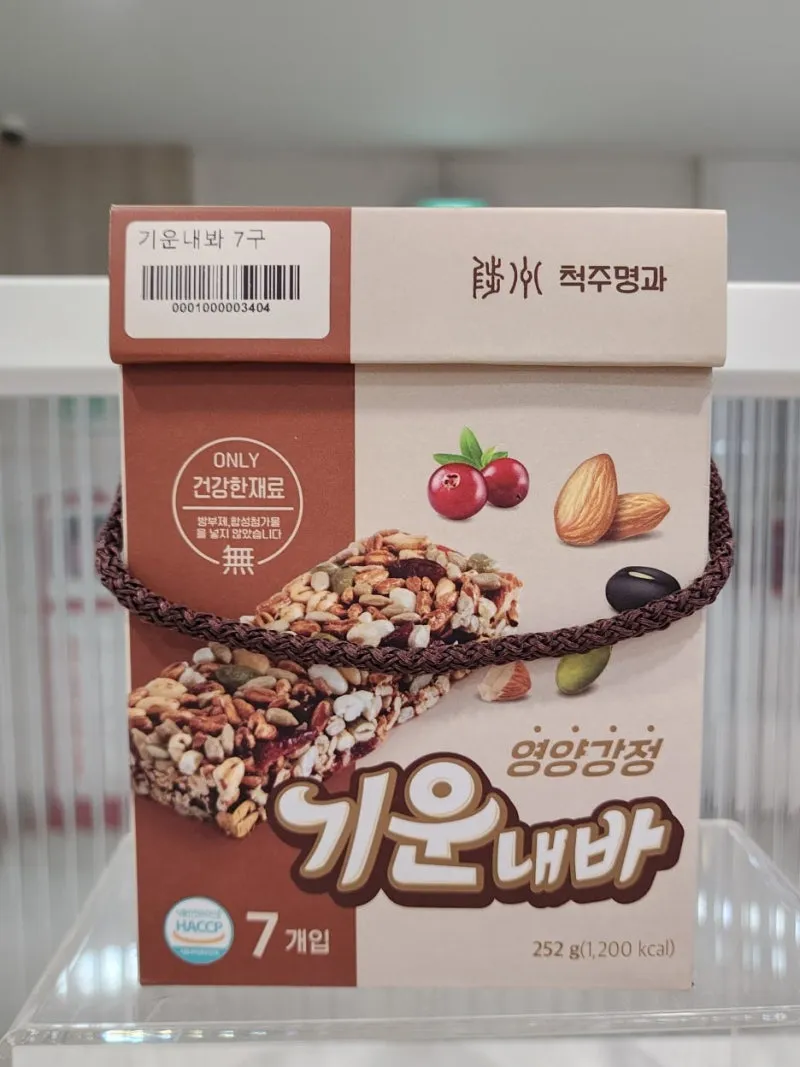 기운내봐 7구
0001000003404
陟州 척주명과
ONLY
건강한재료
방부제,합성첨가물
을 넣지 않았습니다
無
영양강정
기운내바
HACCP
7개입
252 g(1,200 kcal)